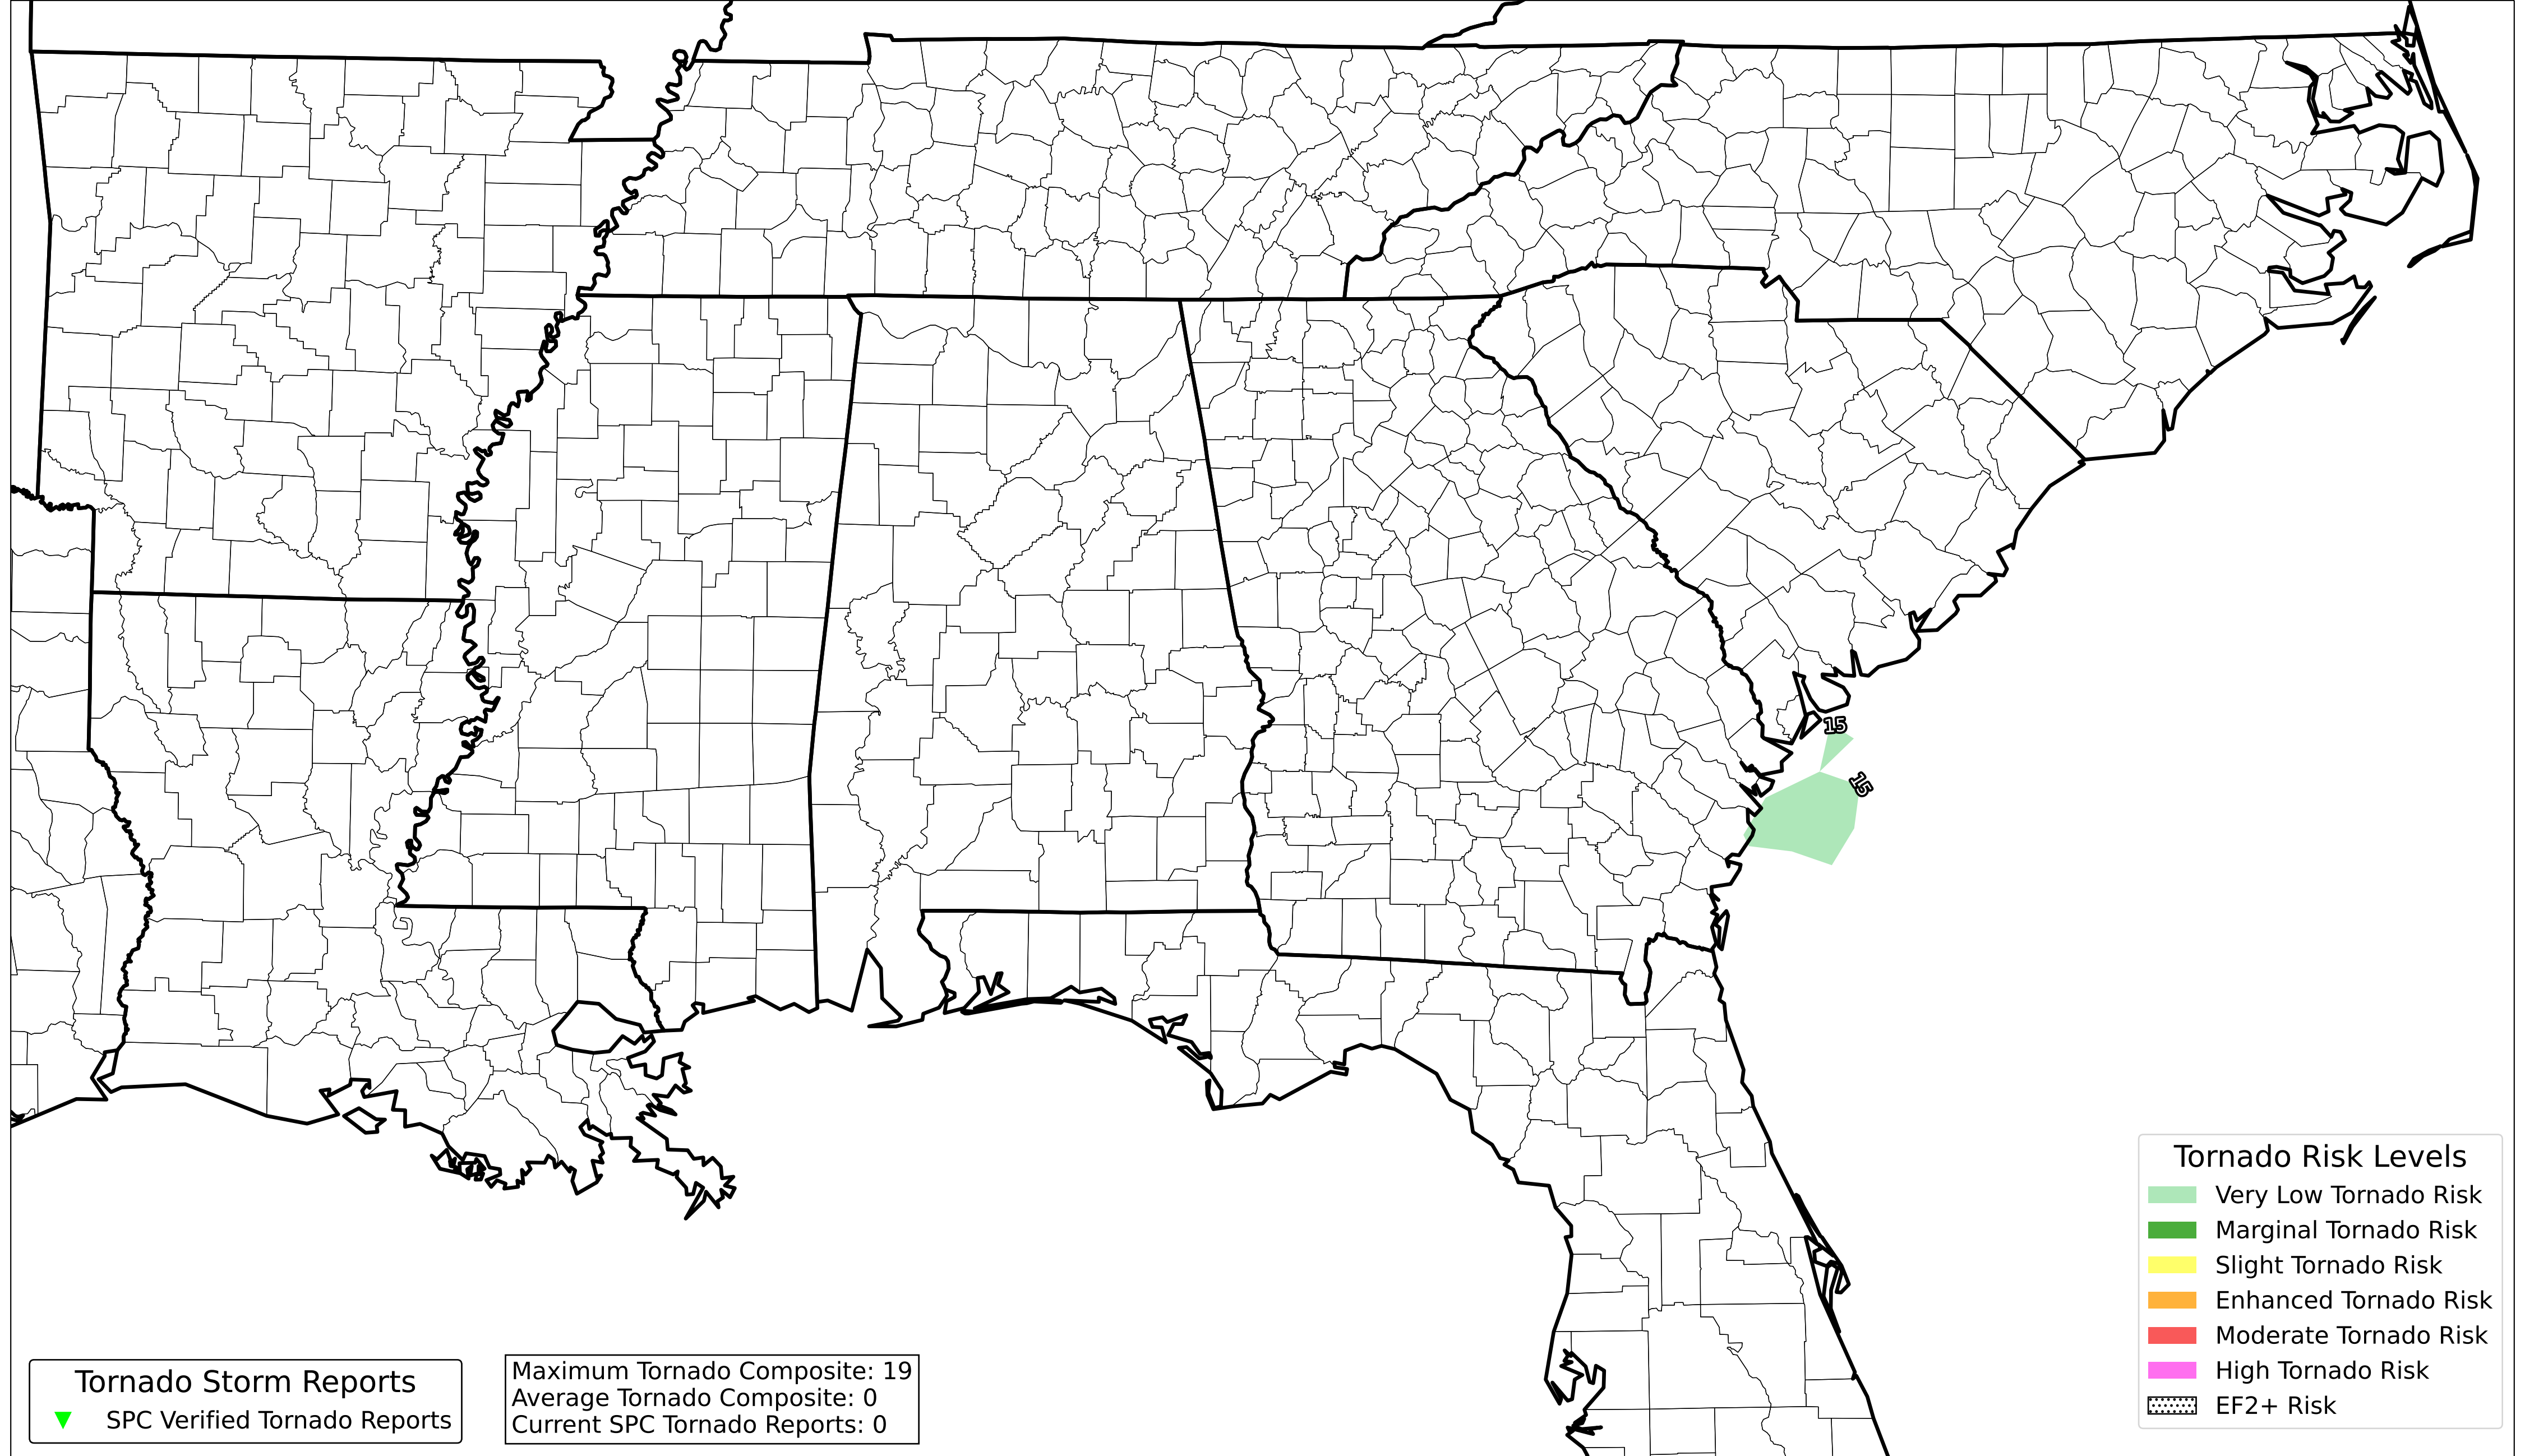 15
15
Tornado Risk Levels
Very Low Tornado Risk
Marginal Tornado Risk
Slight Tornado Risk
Enhanced Tornado Risk
Moderate Tornado Risk
High Tornado Risk
EF2+ Risk
Tornado Storm Reports
SPC Verified Tornado Reports
Maximum Tornado Composite: 19
Average Tornado Composite: 0
Current SPC Tornado Reports: 0